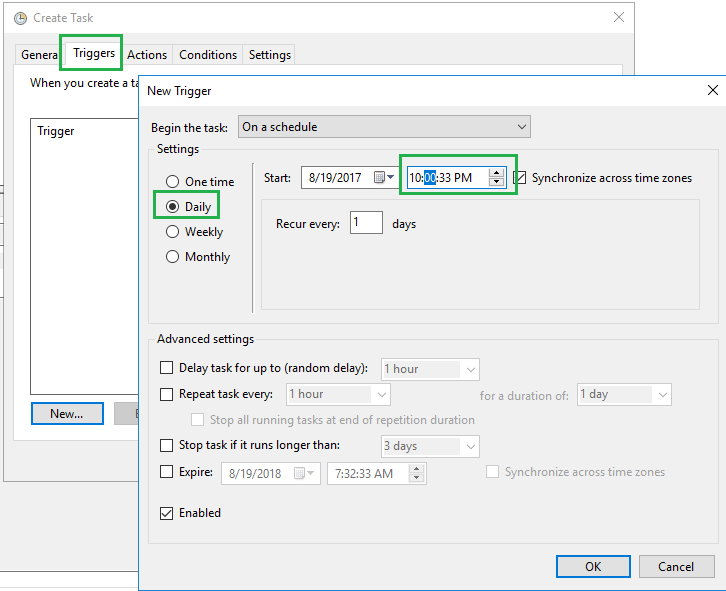 Create Task
General Triggers Actions Conditions Settings
When you create a ta
Trigger
New...
New Trigger
Begin the task: On a schedule
Settings
One time
Daily
Weekly
Monthly
Start: 8/19/2017 10:00:33 PM Synchronize across time zones
Recur every: 1 days
Advanced settings
Delay task for up to (random delay): 1 hour
Repeat task every: 1 hour for a duration of: 1 day
Stop all running tasks at end of repetition duration
Stop task if it runs longer than: 3 days
Expire: 8/19/2018 7:32:33 AM Synchronize across time zones
Enabled
OK Cancel